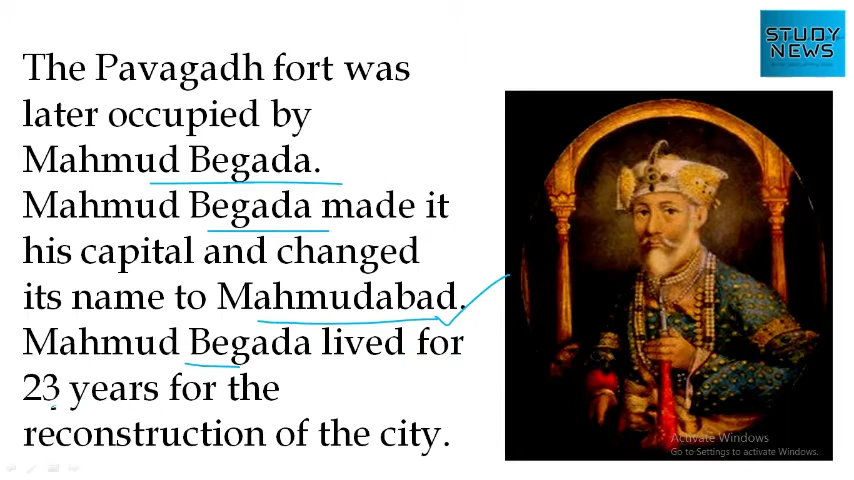 STUDY
NEWS
The Pavagadh fort was
later occupied by
Mahmud Begada.
Mahmud Begada made it
his capital and changed
its name to Mahmudabad.
Mahmud Begada lived for
23 years for the
reconstruction of the city.
Activate Windows
Go to Settings to activate Windows.